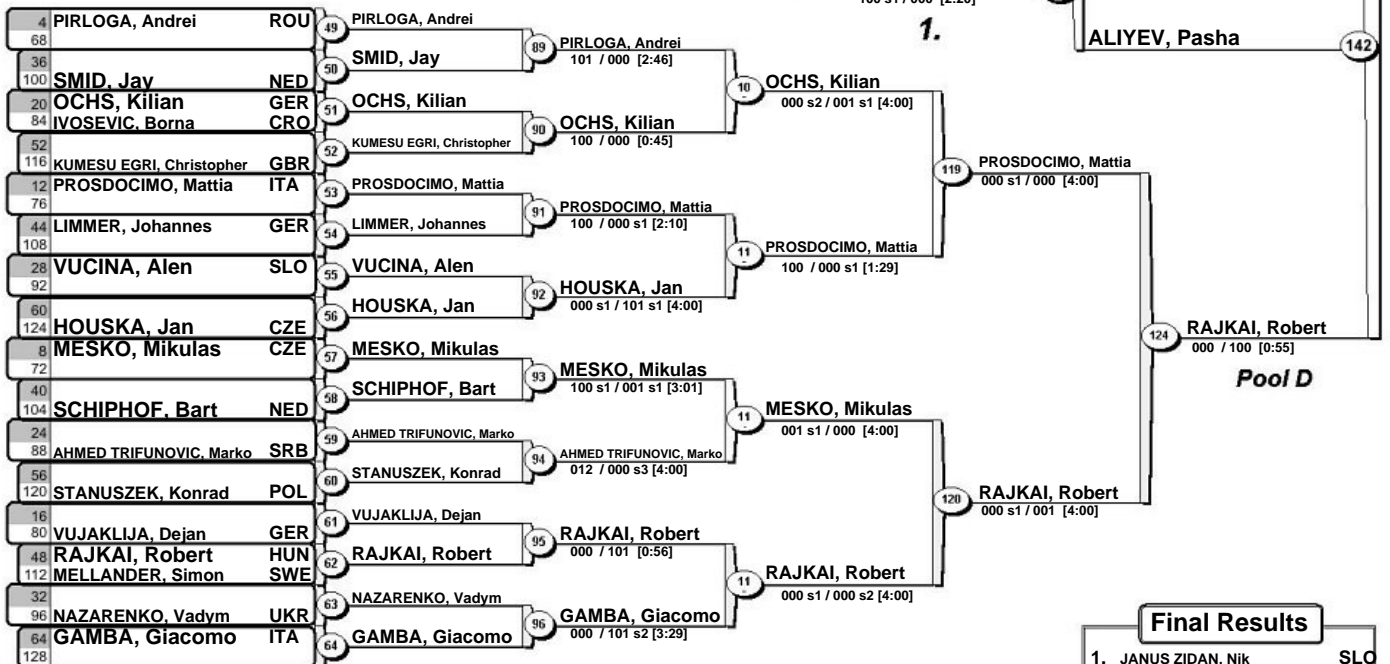 100 s1 / 000 [2:20]
1.
ALIYEV, Pasha
142
4 PIRLOGA, Andrei ROU
68
36
100 SMID, Jay NED
20 OCHS, Kilian GER
84 IVOSEVIC, Borna CRO
52
116 KUMESU EGRI, Christopher GBR
12 PROSDOCIMO, Mattia ITA
76
44 LIMMER, Johannes GER
108
28 VUCINA, Alen SLO
92
60
124 HOUSKA, Jan CZE
8 MESKO, Mikulas CZE
72
40
104 SCHIPHOF, Bart NED
24
88 AHMED TRIFUNOVIC, Marko SRB
56
120 STANUSZEK, Konrad POL
16
80 VUJAKLIJA, Dejan GER
48 RAJKAI, Robert HUN
112 MELLANDER, Simon SWE
32
96 NAZARENKO, Vadym UKR
64 GAMBA, Giacomo ITA
128
49 PIRLOGA, Andrei
50 SMID, Jay
51 OCHS, Kilian
52 KUMESU EGRI, Christopher
53 PROSDOCIMO, Mattia
54 LIMMER, Johannes
55 VUCINA, Alen
56 HOUSKA, Jan
57 MESKO, Mikulas
58 SCHIPHOF, Bart
59 AHMED TRIFUNOVIC, Marko
60 STANUSZEK, Konrad
61 VUJAKLIJA, Dejan
62 RAJKAI, Robert
63 NAZARENKO, Vadym
64 GAMBA, Giacomo
89 PIRLOGA, Andrei
101 / 000 [2:46]
90 OCHS, Kilian
100 / 000 [0:45]
91 PROSDOCIMO, Mattia
100 / 000 s1 [2:10]
92 HOUSKA, Jan
000 s1 / 101 s1 [4:00]
93 MESKO, Mikulas
100 s1 / 001 s1 [3:01]
94 AHMED TRIFUNOVIC, Marko
012 / 000 s3 [4:00]
95 RAJKAI, Robert
000 / 101 [0:56]
96 GAMBA, Giacomo
000 / 101 s2 [3:29]
10 OCHS, Kilian
000 s2 / 001 s1 [4:00]
11 PROSDOCIMO, Mattia
100 / 000 s1 [1:29]
11 MESKO, Mikulas
001 s1 / 000 [4:00]
11 RAJKAI, Robert
000 s1 / 000 s2 [4:00]
119 PROSDOCIMO, Mattia
000 s1 / 000 [4:00]
120 RAJKAI, Robert
000 s1 / 001 [4:00]
124 RAJKAI, Robert
000 / 100 [0:55]
Pool D
Final Results
1. JANUS ZIDAN, Nik SLO